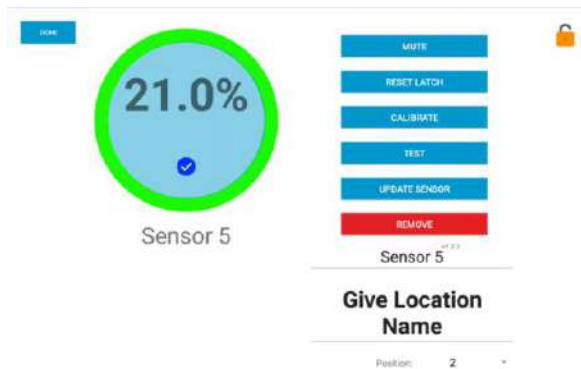 DONE
21.0%
Sensor 5
MUTE
RESET LATCH
CALIBRATE
TEST
UPDATE SENSOR
REMOVE
Sensor 5
Give Location
Name
Position: 2